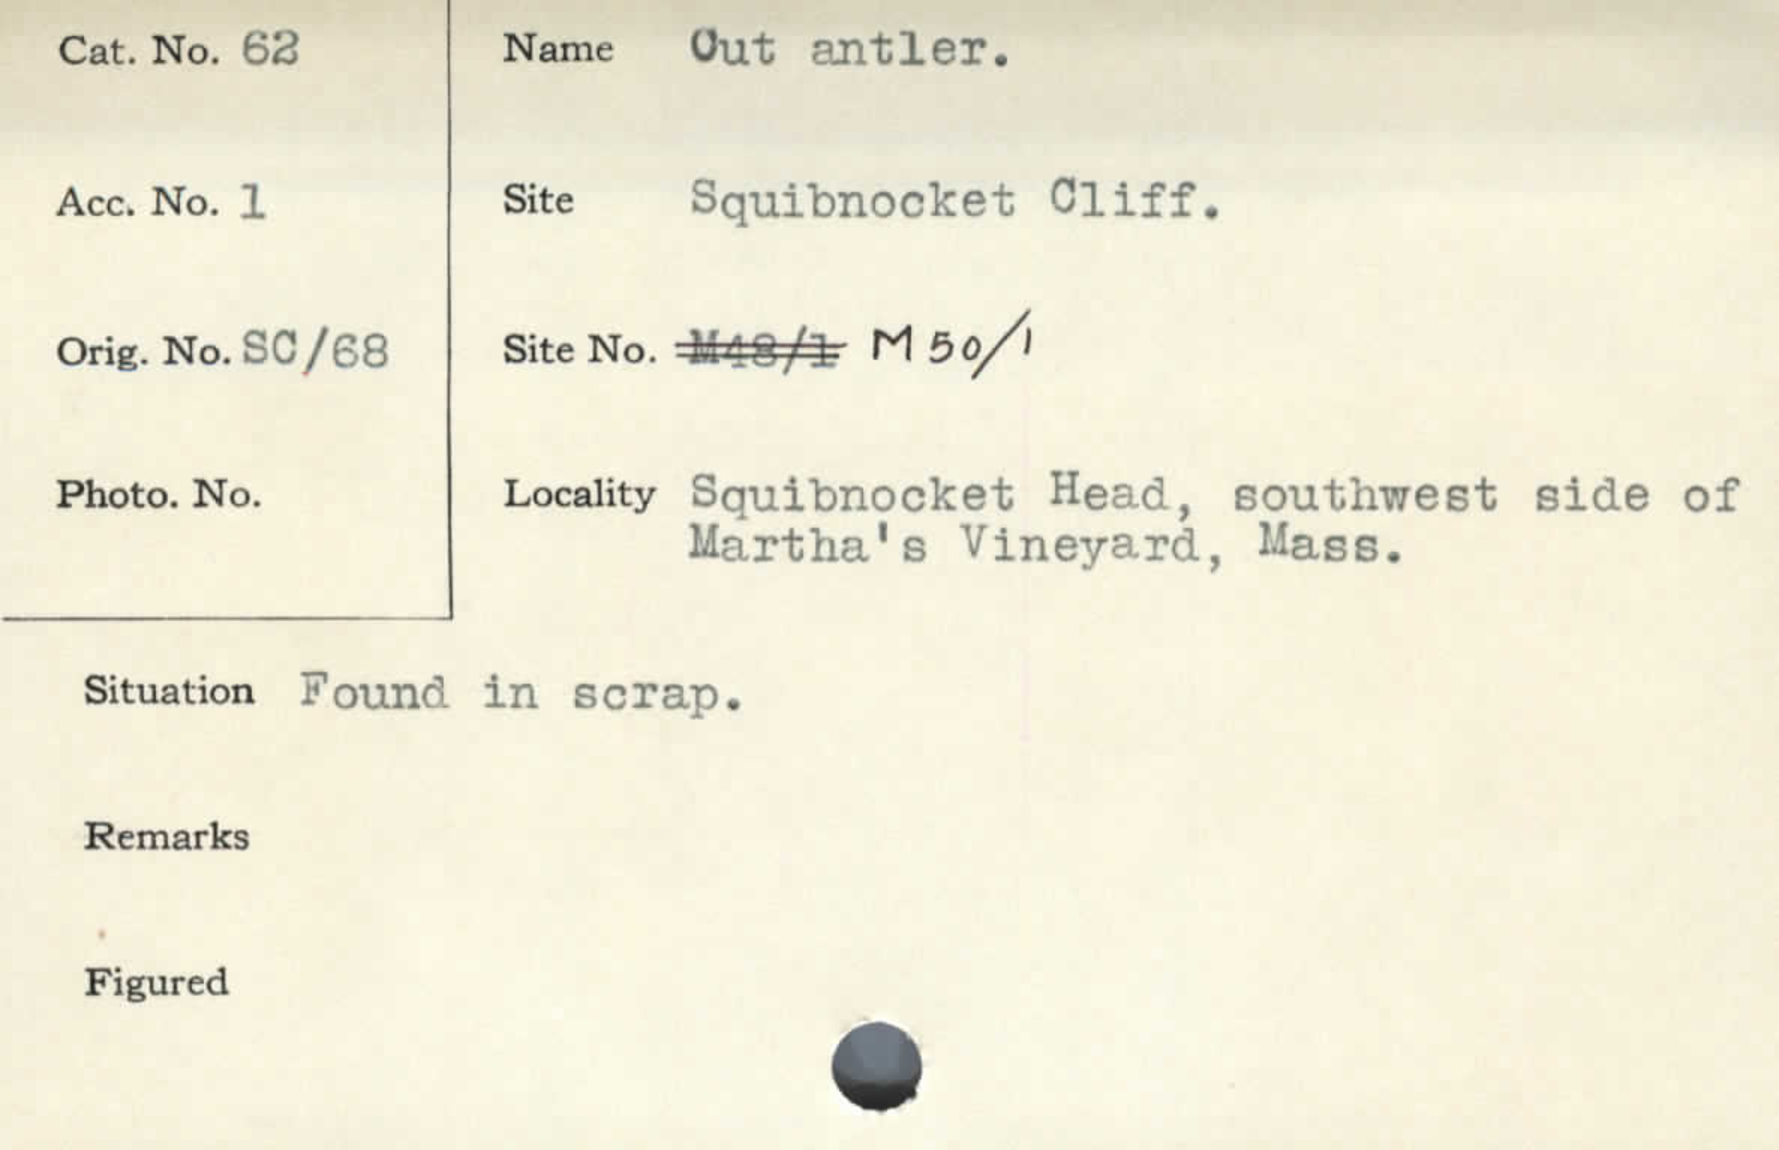 Cat. No. 62
Name Cut antler.
Acc. No. 1
Site Squibnocket Cliff.
Orig. No. SC/68
Site No. M48/1 M 50/1
Photo. No.
Locality Squibnocket Head, southwest side of
Martha's Vineyard, Mass.
Situation Found in scrap.
Remarks
Figured